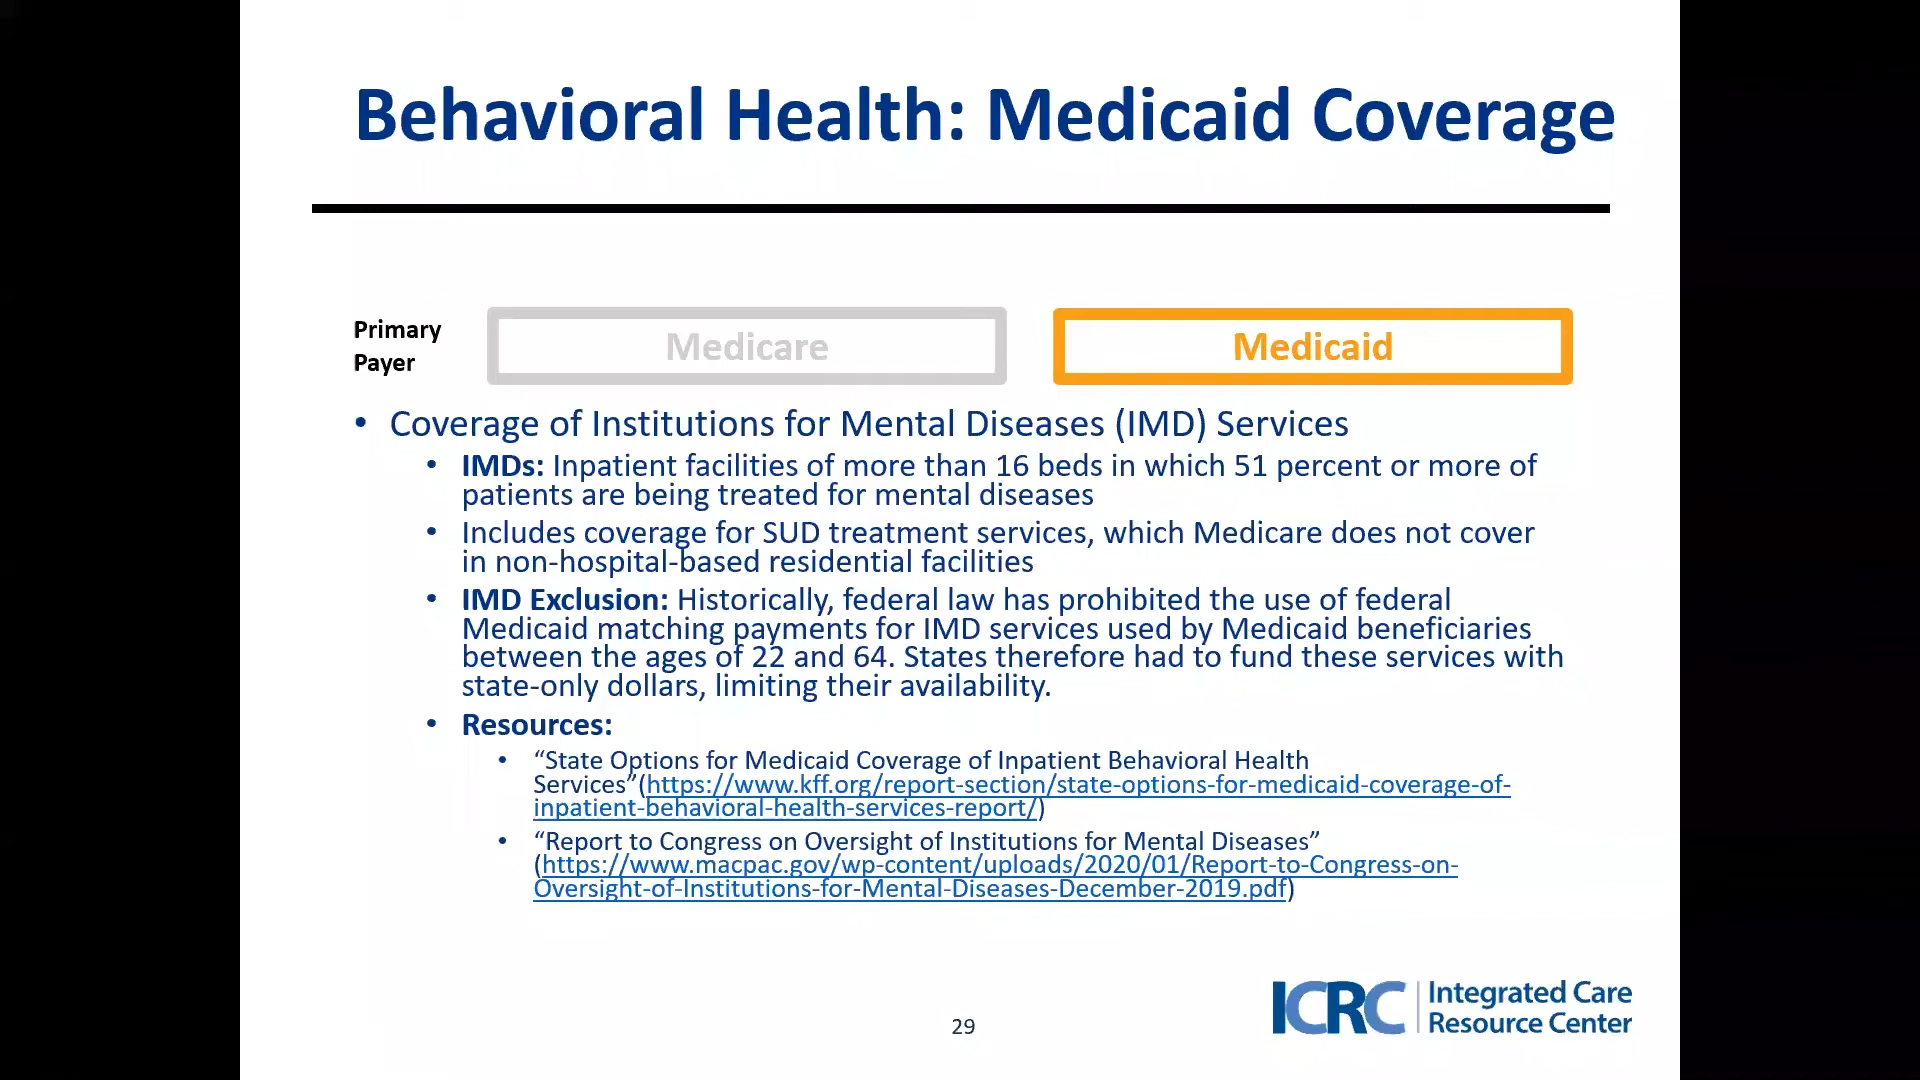 Behavioral Health: Medicaid Coverage
Primary
Payer
Medicare
Medicaid
• Coverage of Institutions for Mental Diseases (IMD) Services
• IMDs: Inpatient facilities of more than 16 beds in which 51 percent or more of
patients are being treated for mental diseases
• Includes coverage for SUD treatment services, which Medicare does not cover
in non-hospital-based residential facilities
• IMD Exclusion: Historically, federal law has prohibited the use of federal
Medicaid matching payments for IMD services used by Medicaid beneficiaries
between the ages of 22 and 64. States therefore had to fund these services with
state-only dollars, limiting their availability.
• Resources:
• “State Options for Medicaid Coverage of Inpatient Behavioral Health
Services”(https://www.kff.org/report-section/state-options-for-medicaid-coverage-of-
inpatient-behavioral-health-services-report/)
• “Report to Congress on Oversight of Institutions for Mental Diseases”
(https://www.macpac.gov/wp-content/uploads/2020/01/Report-to-Congress-on-
Oversight-of-Institutions-for-Mental-Diseases-December-2019.pdf)
29
ICRC
Integrated Care
Resource Center